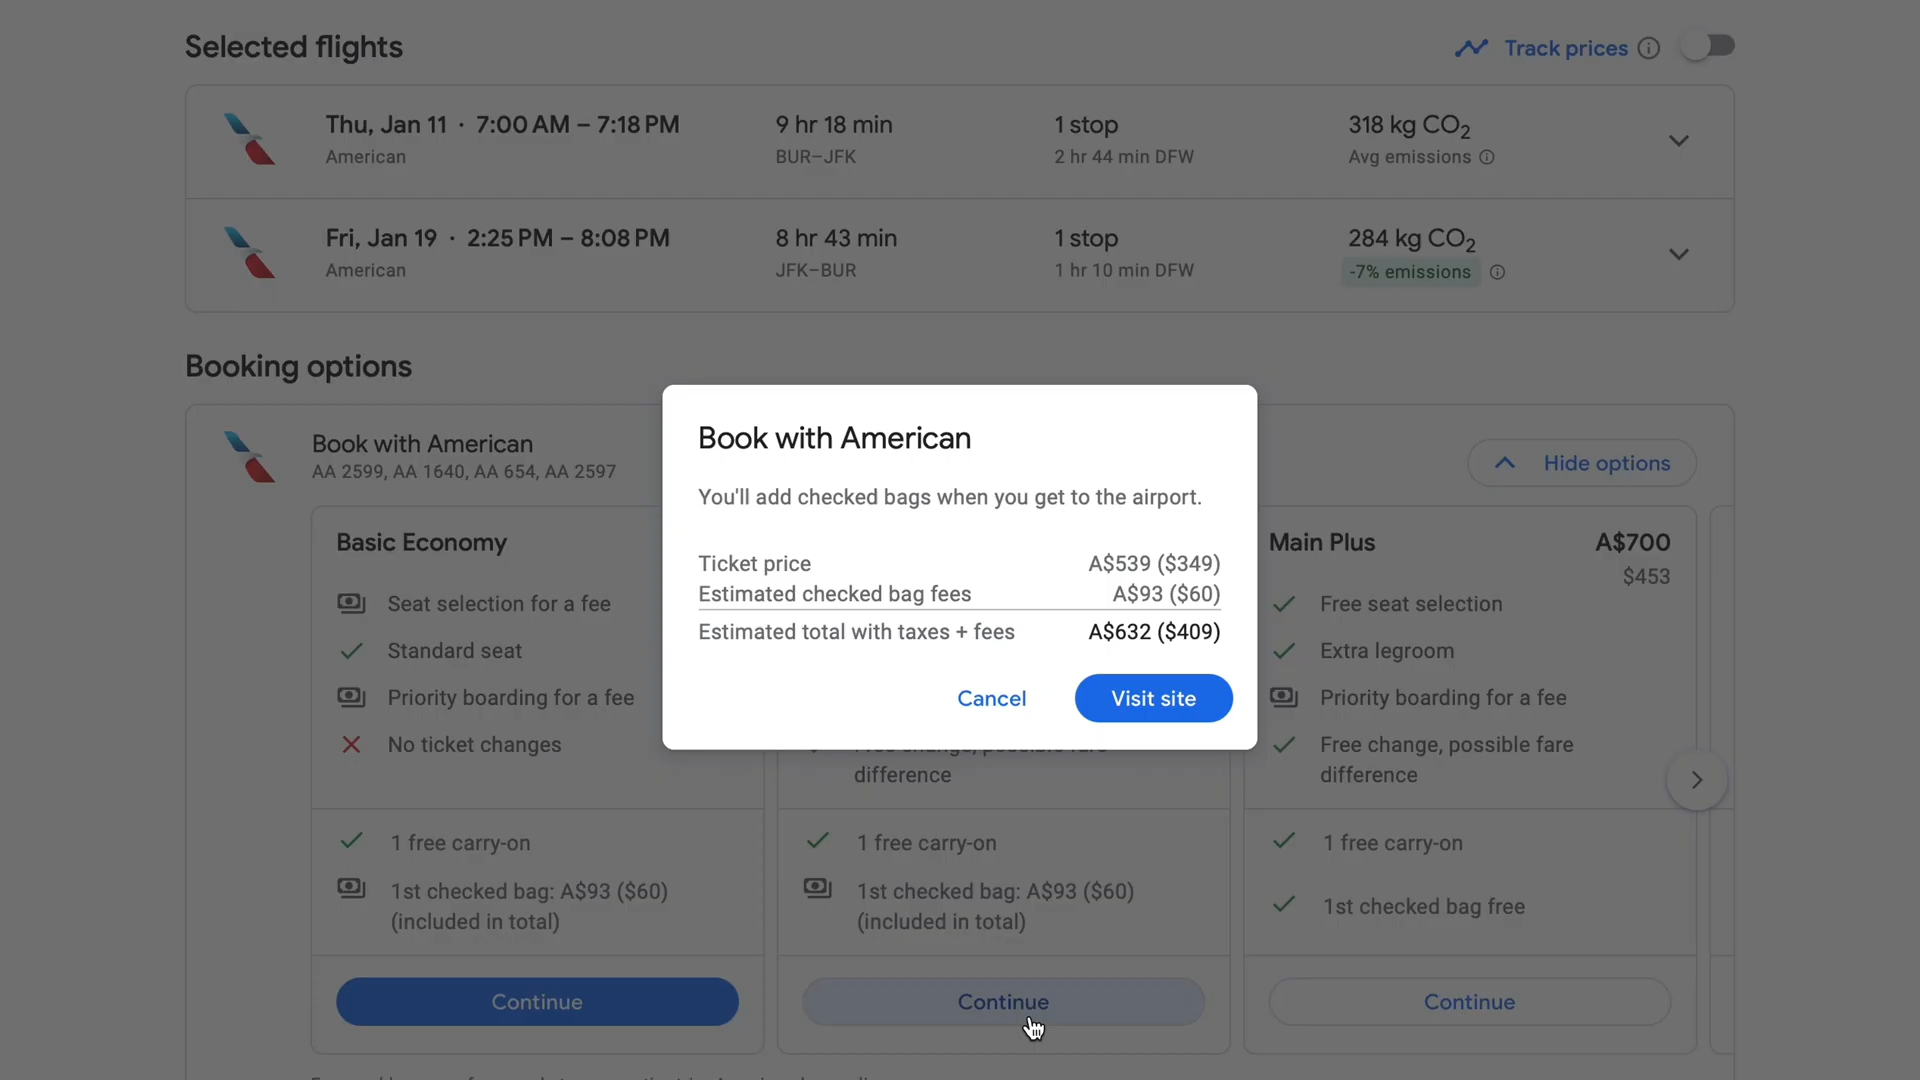 Selected flights
Track prices
Thu, Jan 11 · 7:00 AM – 7:18 PM
9 hr 18 min
1 stop
318 kg CO2
American
BUR–JFK
2 hr 44 min DFW
Avg emissions
Fri, Jan 19 · 2:25 PM – 8:08 PM
8 hr 43 min
1 stop
284 kg CO2
American
JFK–BUR
1 hr 10 min DFW
-7% emissions
Booking options
Book with American
AA 2599, AA 1640, AA 654, AA 2597
Hide options
Basic Economy
Seat selection for a fee
Standard seat
Priority boarding for a fee
No ticket changes
1 free carry-on
1st checked bag: A$93 ($60)
(included in total)
Continue
Book with American
You'll add checked bags when you get to the airport.
Ticket price A$539 ($349)
Estimated checked bag fees A$93 ($60)
Estimated total with taxes + fees A$632 ($409)
Cancel
Visit site
difference
1 free carry-on
1st checked bag: A$93 ($60)
(included in total)
Continue
Main Plus
A$700
$453
Free seat selection
Extra legroom
Priority boarding for a fee
Free change, possible fare
difference
1 free carry-on
1st checked bag free
Continue